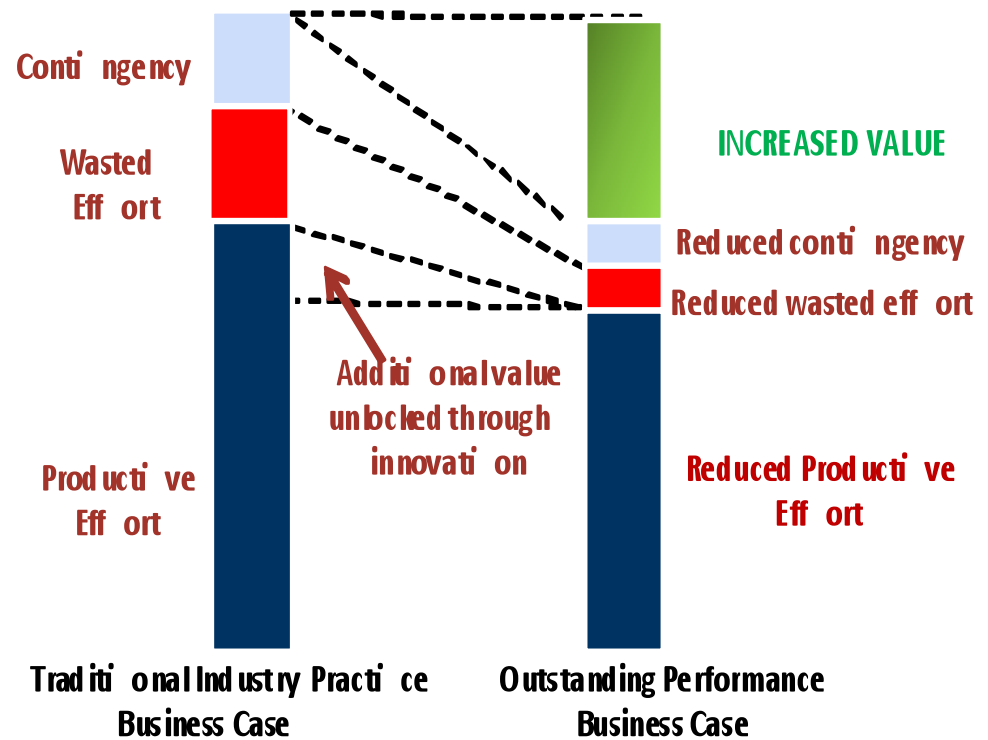 Contingency
Wasted
Effort
Productive
Effort
Additional value
unlocked through
innovation
INCREASED VALUE
Reduced contingency
Reduced wasted effort
Reduced Productive
Effort
Traditional Industry Practice
Business Case
Outstanding Performance
Business Case